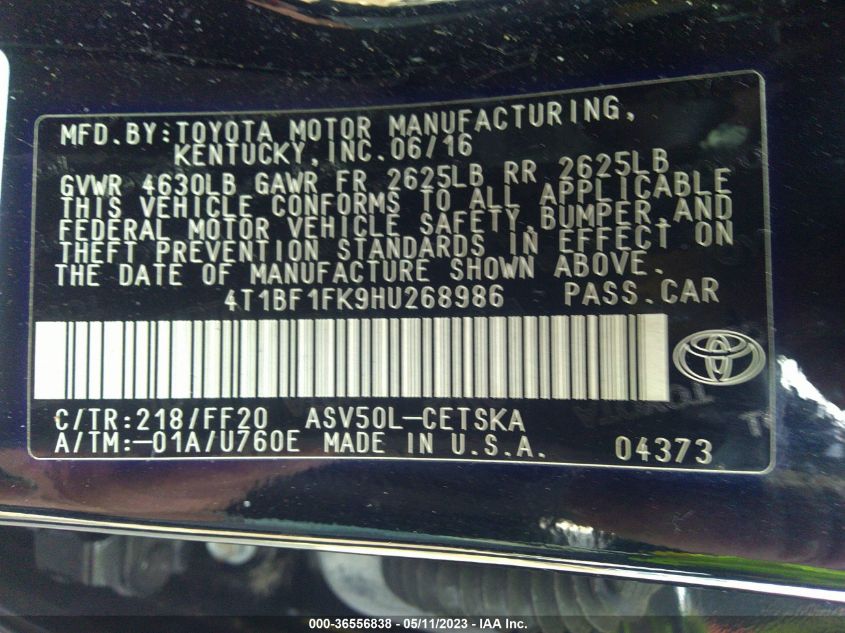 MFD.BY:TOYOTA MOTOR MANUFACTURING,
KENTUCKY,INC.06/16
GVWR 4630LB GAWR FR 2625LB RR 2625LB
THIS VEHICLE CONFORMS TO ALL APPLICABLE
FEDERAL MOTOR VEHICLE SAFETY,BUMPER,AND
THEFT PREVENTION STANDARDS IN EFFECT ON
THE DATE OF MANUFACTURE SHOWN ABOVE.
4T1BF1FK9HU268986 PASS.CAR
C/TR:218/FF20 ASV50L-CETSKA
A/TM:-01A/U760E MADE IN U.S.A. 04373
000-36556838 - 05/11/2023 - IAA Inc.